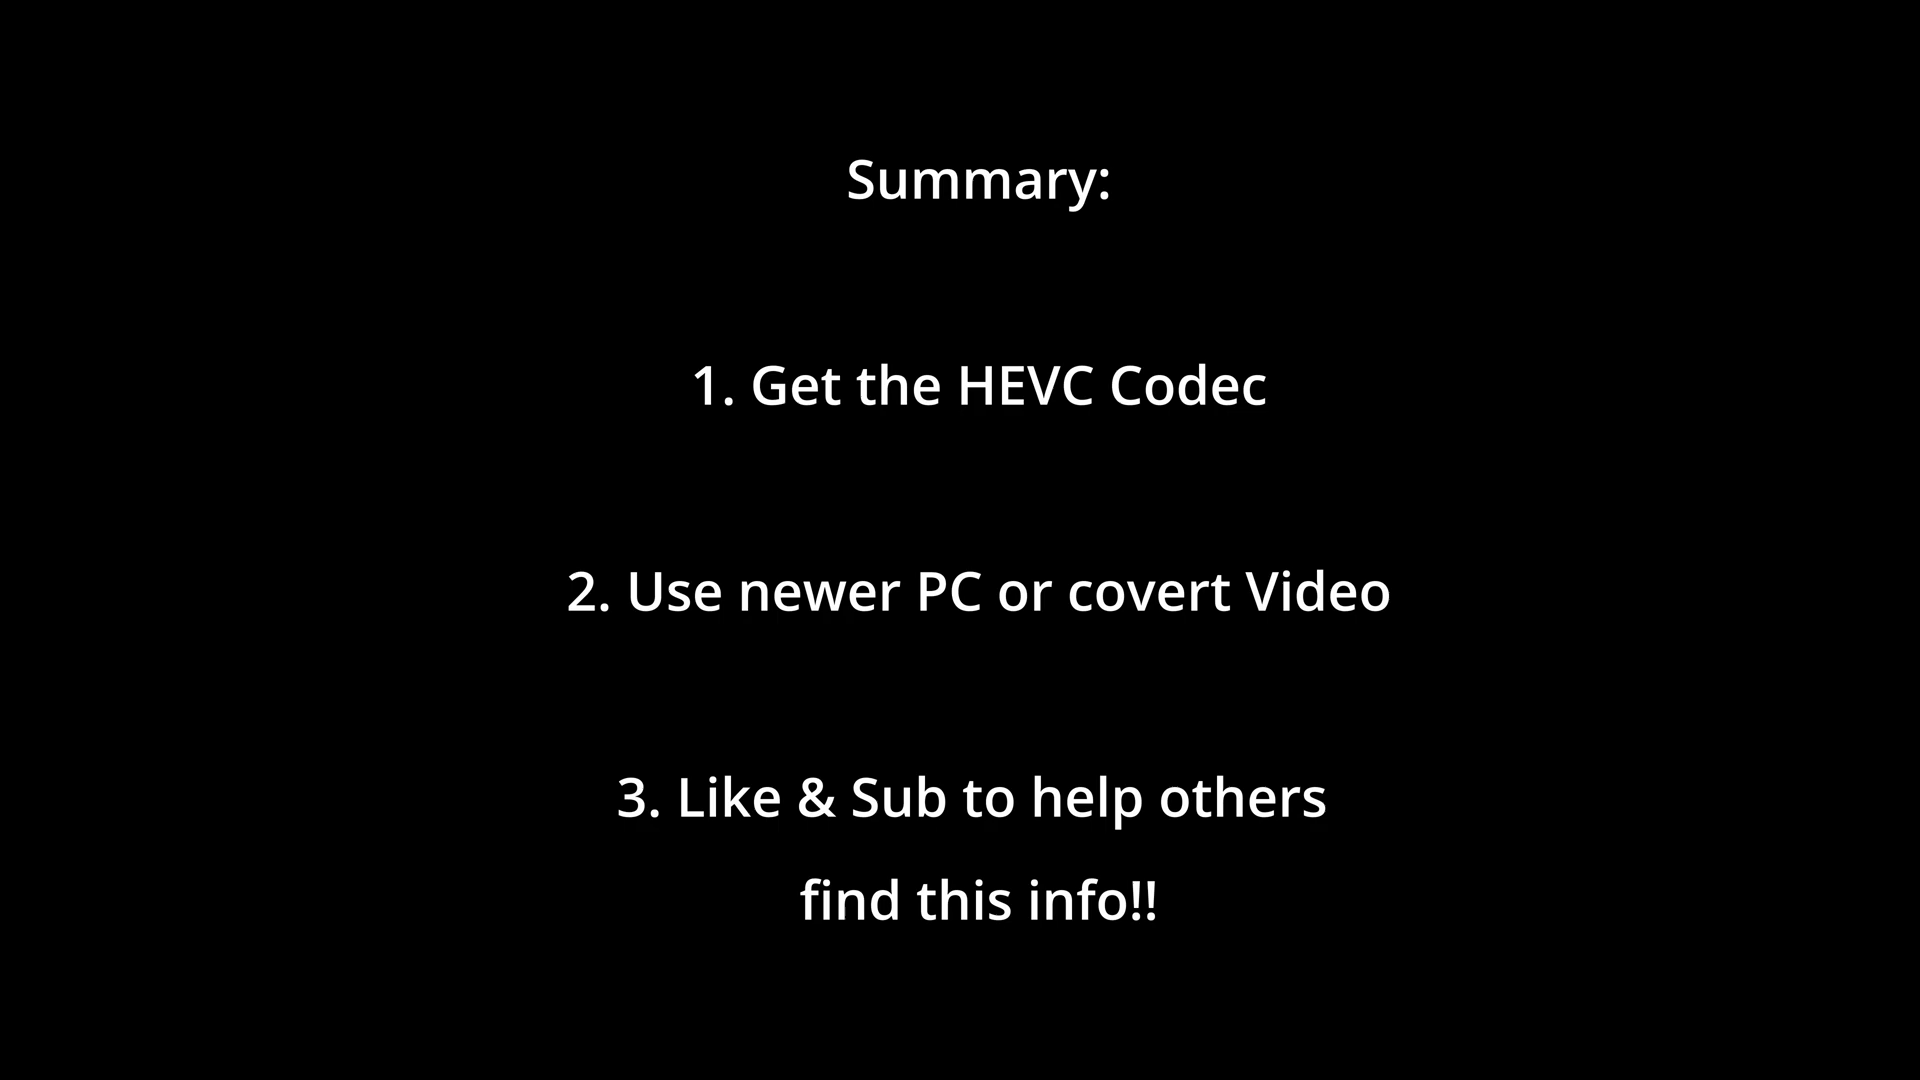 Summary:
1. Get the HEVC Codec
2. Use newer PC or covert Video
3. Like & Sub to help others
find this info!!